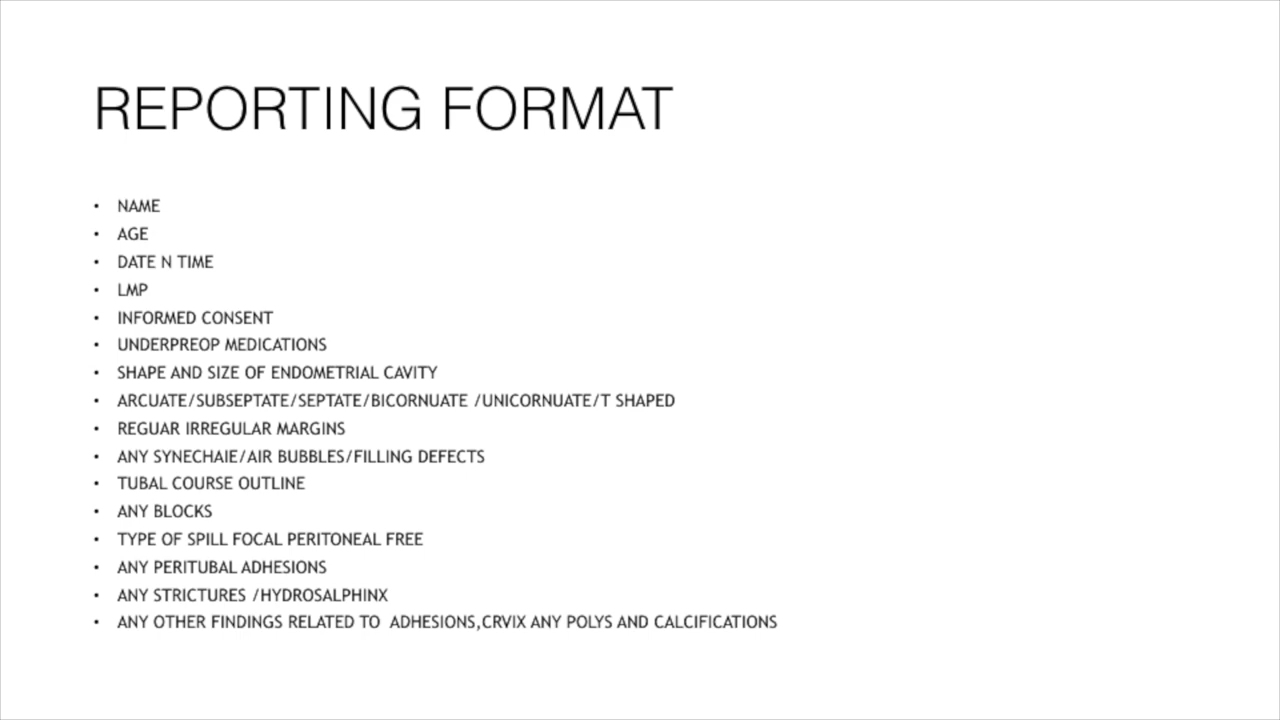 REPORTING FORMAT
• NAME
• AGE
• DATE N TIME
• LMP
• INFORMED CONSENT
• UNDERPREOP MEDICATIONS
• SHAPE AND SIZE OF ENDOMETRIAL CAVITY
• ARCUATE/SUBSEPTATE/SEPTATE/BICORNUATE /UNICORNUATE/T SHAPED
• REGUAR IRREGULAR MARGINS
• ANY SYNECHAIE/AIR BUBBLES/FILLING DEFECTS
• TUBAL COURSE OUTLINE
• ANY BLOCKS
• TYPE OF SPILL FOCAL PERITONEAL FREE
• ANY PERITUBAL ADHESIONS
• ANY STRICTURES /HYDROSALPHINX
• ANY OTHER FINDINGS RELATED TO  ADHESIONS,CRVIX ANY POLYS AND CALCIFICATIONS